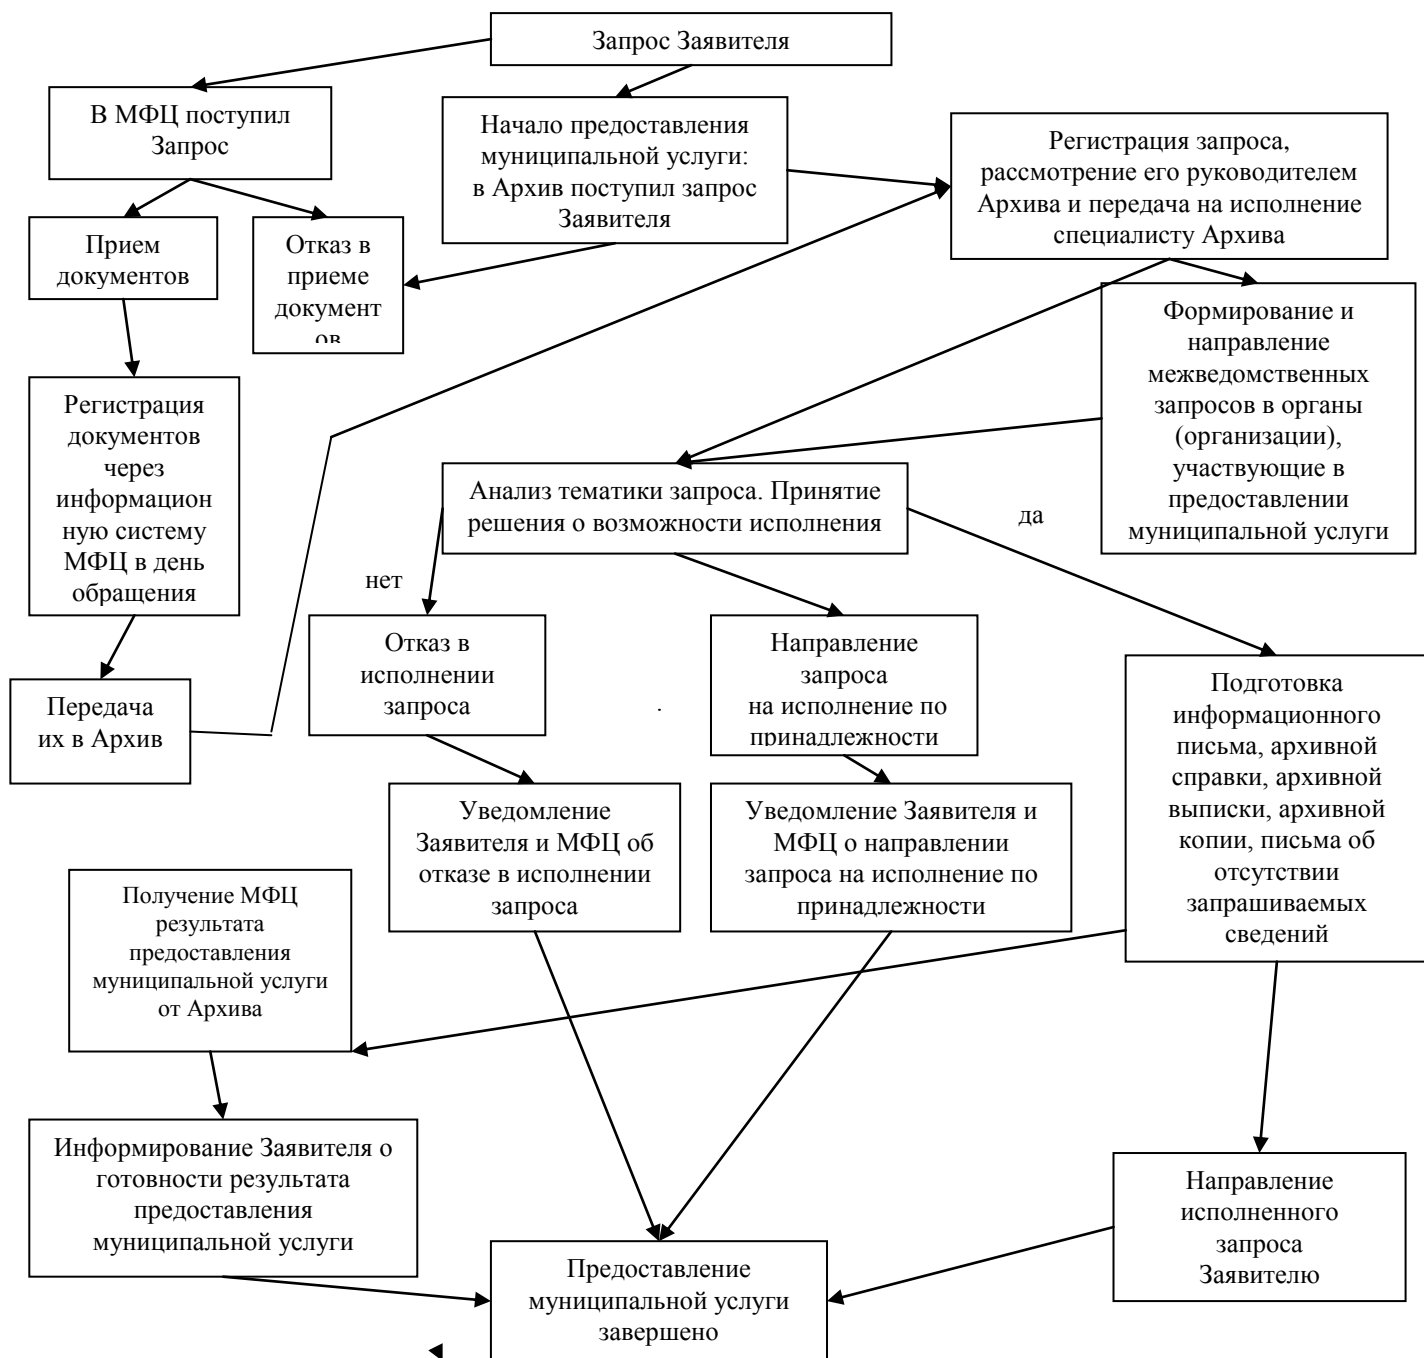 Запрос Заявителя
В МФЦ поступил
Запрос
Начало предоставления
муниципальной услуги:
в Архив поступил запрос
Заявителя
Регистрация запроса,
рассмотрение его руководителем
Архива и передача на исполнение
специалисту Архива
Прием
документов
Отказ в
приеме
документ
ов
Формирование и
направление
межведомственных
запросов в органы
(организации),
участвующие в
предоставлении
муниципальной услуги
Регистрация
документов
через
информацион
ную систему
МФЦ в день
обращения
Анализ тематики запроса. Принятие
решения о возможности исполнения
да
нет
Отказ в
исполнении
запроса
Направление
запроса
на исполнение по
принадлежности
Передача
их в Архив
.
Подготовка
информационного
письма, архивной
справки, архивной
выписки, архивной
копии, письма об
отсутствии
запрашиваемых
сведений
Уведомление
Заявителя и МФЦ об
отказе в исполнении
запроса
Уведомление Заявителя и
МФЦ о направлении
запроса на исполнение по
принадлежности
Получение МФЦ
результата
предоставления
муниципальной услуги
от Архива
Информирование Заявителя о
готовности результата
предоставления
муниципальной услуги
Направление
исполненного
запроса
Заявителю
Предоставление
муниципальной услуги
завершено